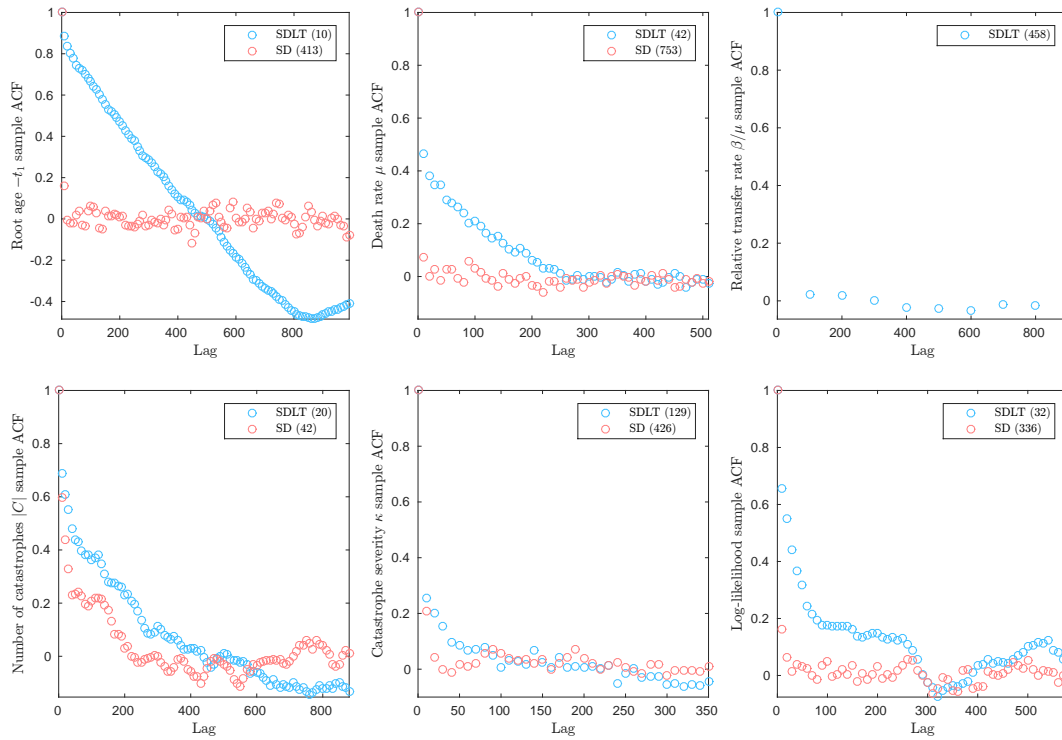 1
0.8
0.6
0.4
0.2
0
-0.2
-0.4
0 200 400 600 800
Lag
Root age −t₁ sample ACF
SDLT (10)
SD (413)
1
0.8
0.6
0.4
0.2
0
0 100 200 300 400 500
Lag
Death rate μ sample ACF
SDLT (42)
SD (753)
1
0.8
0.6
0.4
0.2
0
0 200 400 600 800
Lag
Relative transfer rate β/μ sample ACF
SDLT (458)
1
0.8
0.6
0.4
0.2
0
0 200 400 600 800
Lag
Number of catastrophes |C| sample ACF
SDLT (20)
SD (42)
1
0.8
0.6
0.4
0.2
0.0
0 50 100 150 200 250 300 350
Lag
Catastrophe severity κ sample ACF
SDLT (129)
SD (426)
1
0.8
0.6
0.4
0.2
0
0 100 200 300 400 500
Lag
Log-likelihood sample ACF
SDLT (32)
SD (336)